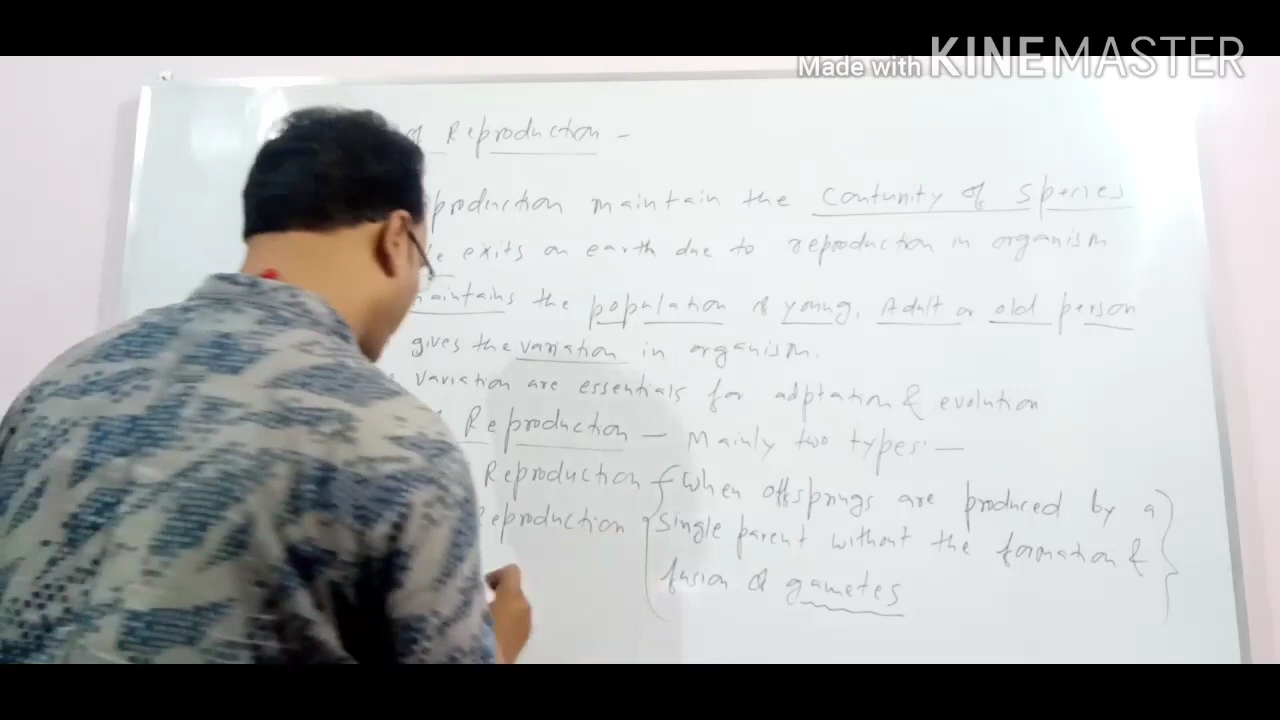 Made with KINEMASTER
Reproduction -
production maintain the Contunity of Species
exits on earth due to reproduction in organism
maintains the population of young, Adult or old person
gives the variation in organism.
variation are essentials for adptation & evolution
Reproduction - Mainly two types: -
Reproduction { When offsprings are produced by a
Reproduction single parent without the formation &
fusion of gametes }